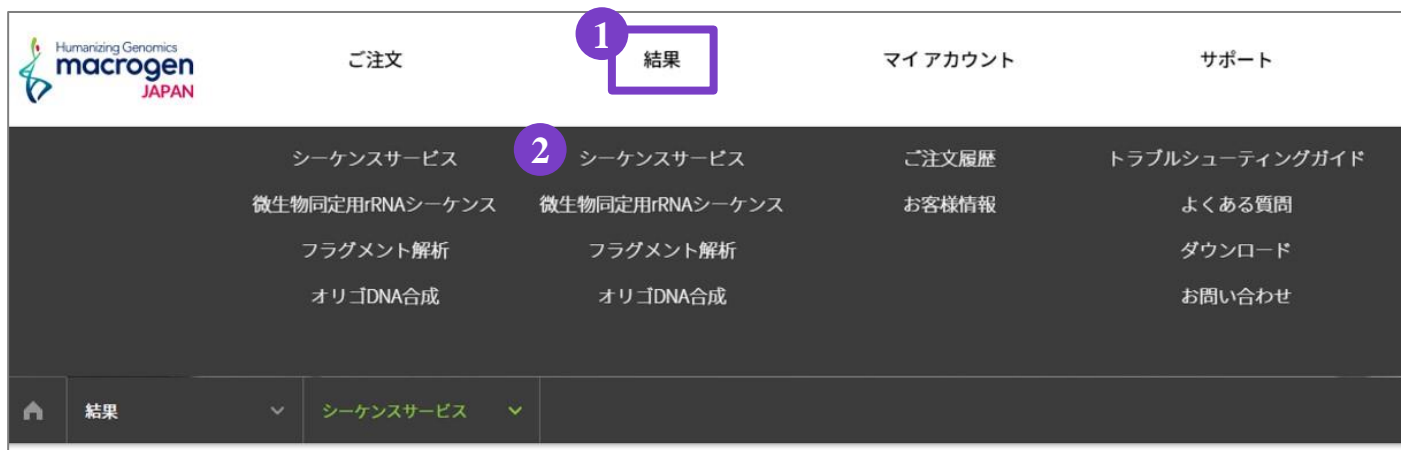 Humanizing Genomics
macrogen
JAPAN
ご注文
1
結果
マイ アカウント
サポート
シーケンスサービス
2
シーケンスサービス
ご注文履歴
トラブルシューティングガイド
微生物同定用rRNAシーケンス
微生物同定用rRNAシーケンス
お客様情報
よくある質問
フラグメント解析
フラグメント解析
ダウンロード
オリゴDNA合成
オリゴDNA合成
お問い合わせ
結果
シーケンスサービス